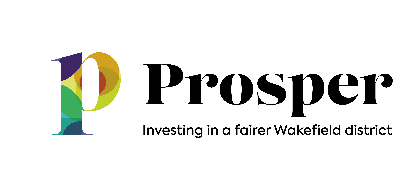 Prosper
Investing in a fairer Wakefield district